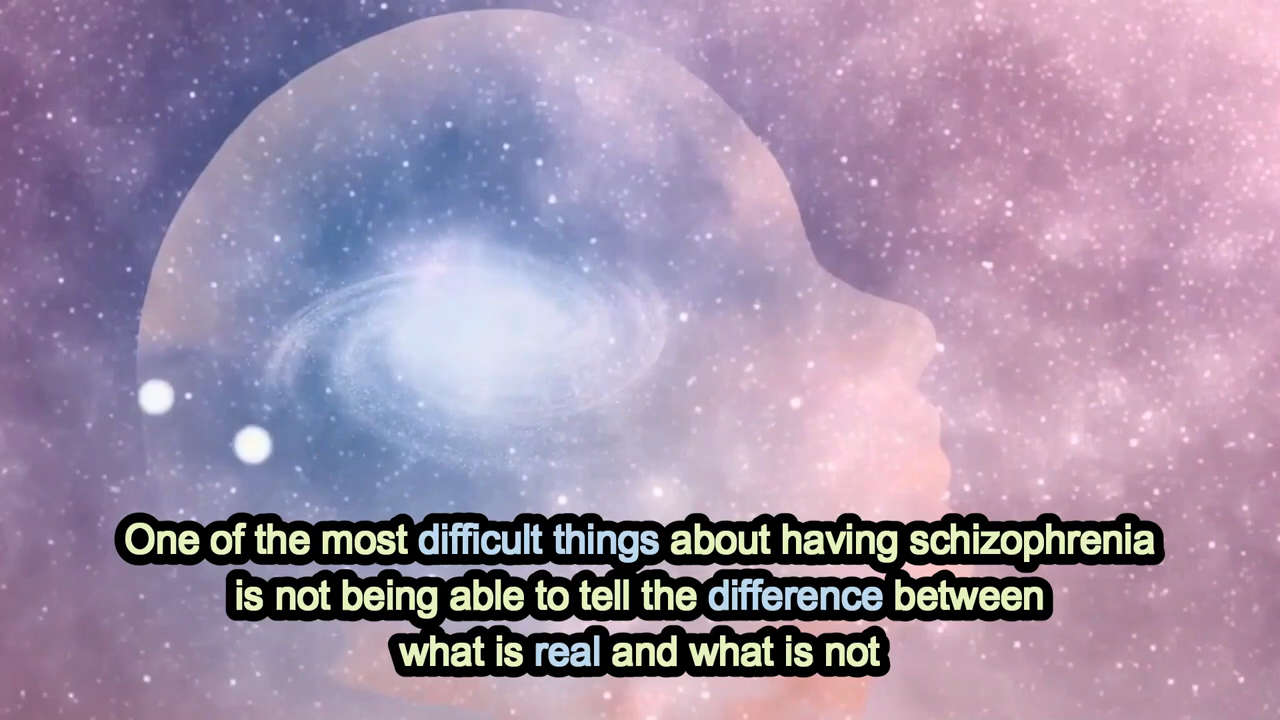 One of the most difficult things about having schizophrenia
is not being able to tell the difference between
what is real and what is not